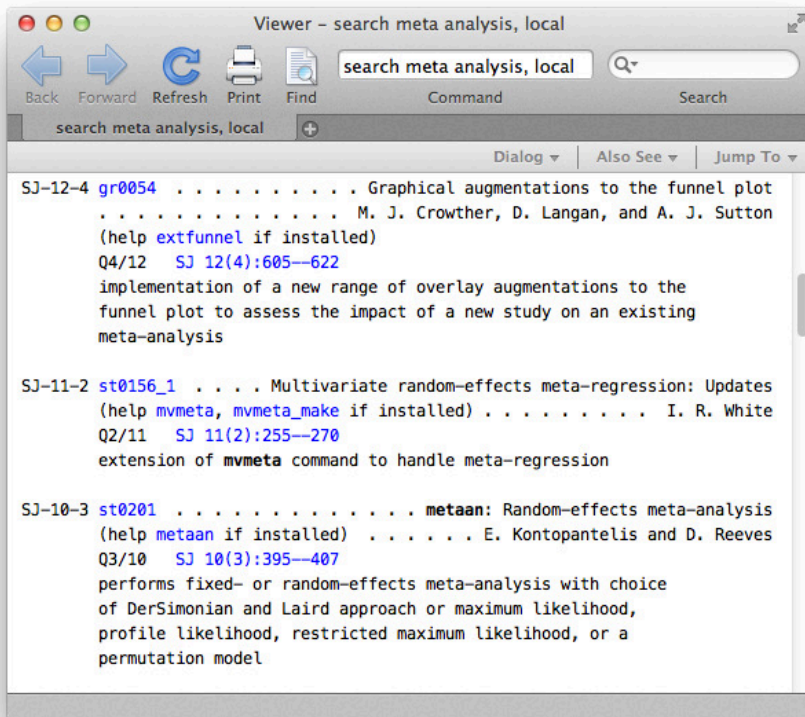 Viewer – search meta analysis, local
search meta analysis, local
Back Forward Refresh Print Find Command Search
search meta analysis, local
Dialog Also See Jump To
SJ-12-4 gr0054 . . . . . . . . . . Graphical augmentations to the funnel plot
. . . . . . . . . . . . . . M. J. Crowther, D. Langan, and A. J. Sutton
(help extfunnel if installed)
Q4/12 SJ 12(4):605--622
implementation of a new range of overlay augmentations to the
funnel plot to assess the impact of a new study on an existing
meta-analysis
SJ-11-2 st0156_1 . . . . Multivariate random-effects meta-regression: Updates
(help mvmeta, mvmeta_make if installed) . . . . . . . . . I. R. White
Q2/11 SJ 11(2):255--270
extension of mvmeta command to handle meta-regression
SJ-10-3 st0201 . . . . . . . . . . . . . . metaan: Random-effects meta-analysis
(help metaan if installed) . . . . . . E. Kontopantelis and D. Reeves
Q3/10 SJ 10(3):395--407
performs fixed- or random-effects meta-analysis with choice
of DerSimonian and Laird approach or maximum likelihood,
profile likelihood, restricted maximum likelihood, or a
permutation model